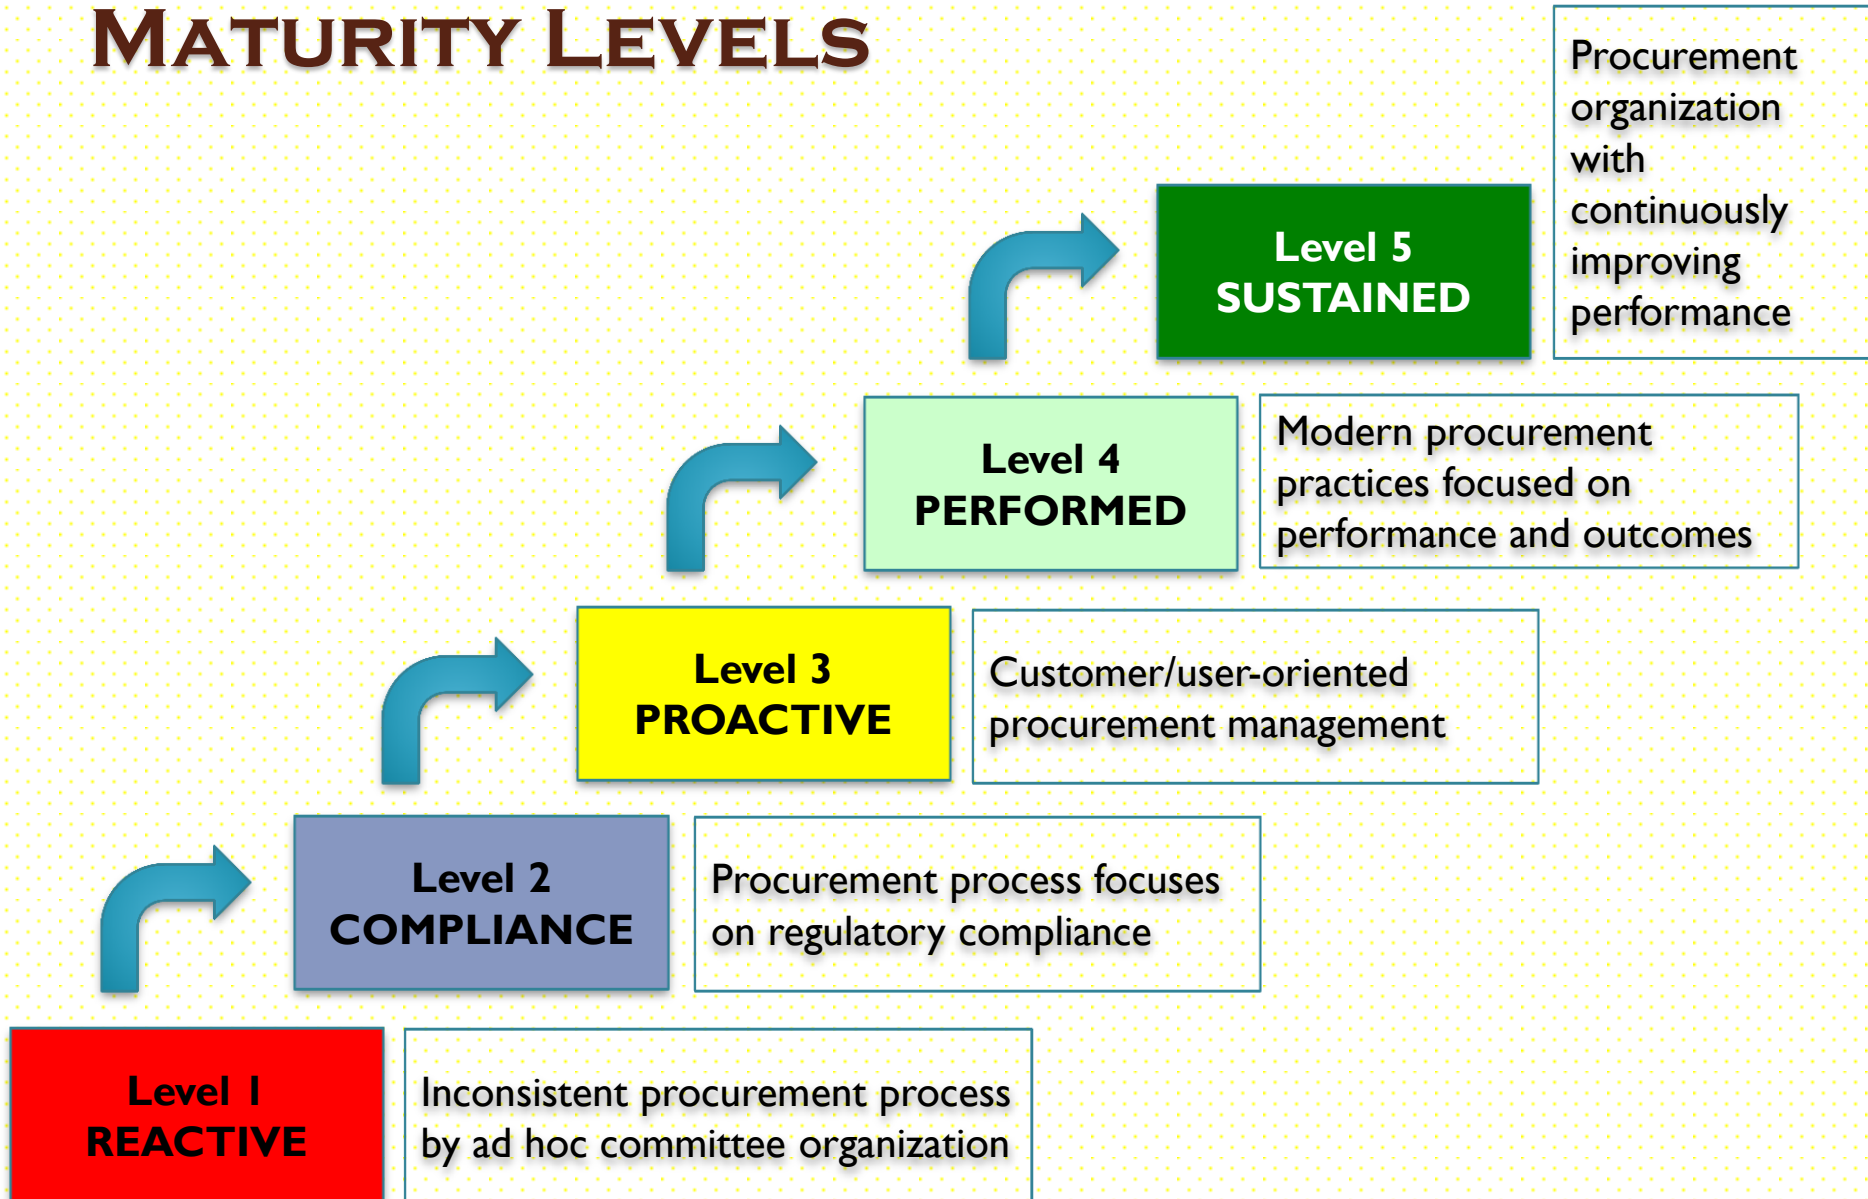 MATURITY LEVELS
Procurement
organization
with
continuously
improving
performance
Level 5
SUSTAINED
Level 4
PERFORMED
Modern procurement
practices focused on
performance and outcomes
Level 3
PROACTIVE
Customer/user-oriented
procurement management
Level 2
COMPLIANCE
Procurement process focuses
on regulatory compliance
Level 1
REACTIVE
Inconsistent procurement process
by ad hoc committee organization